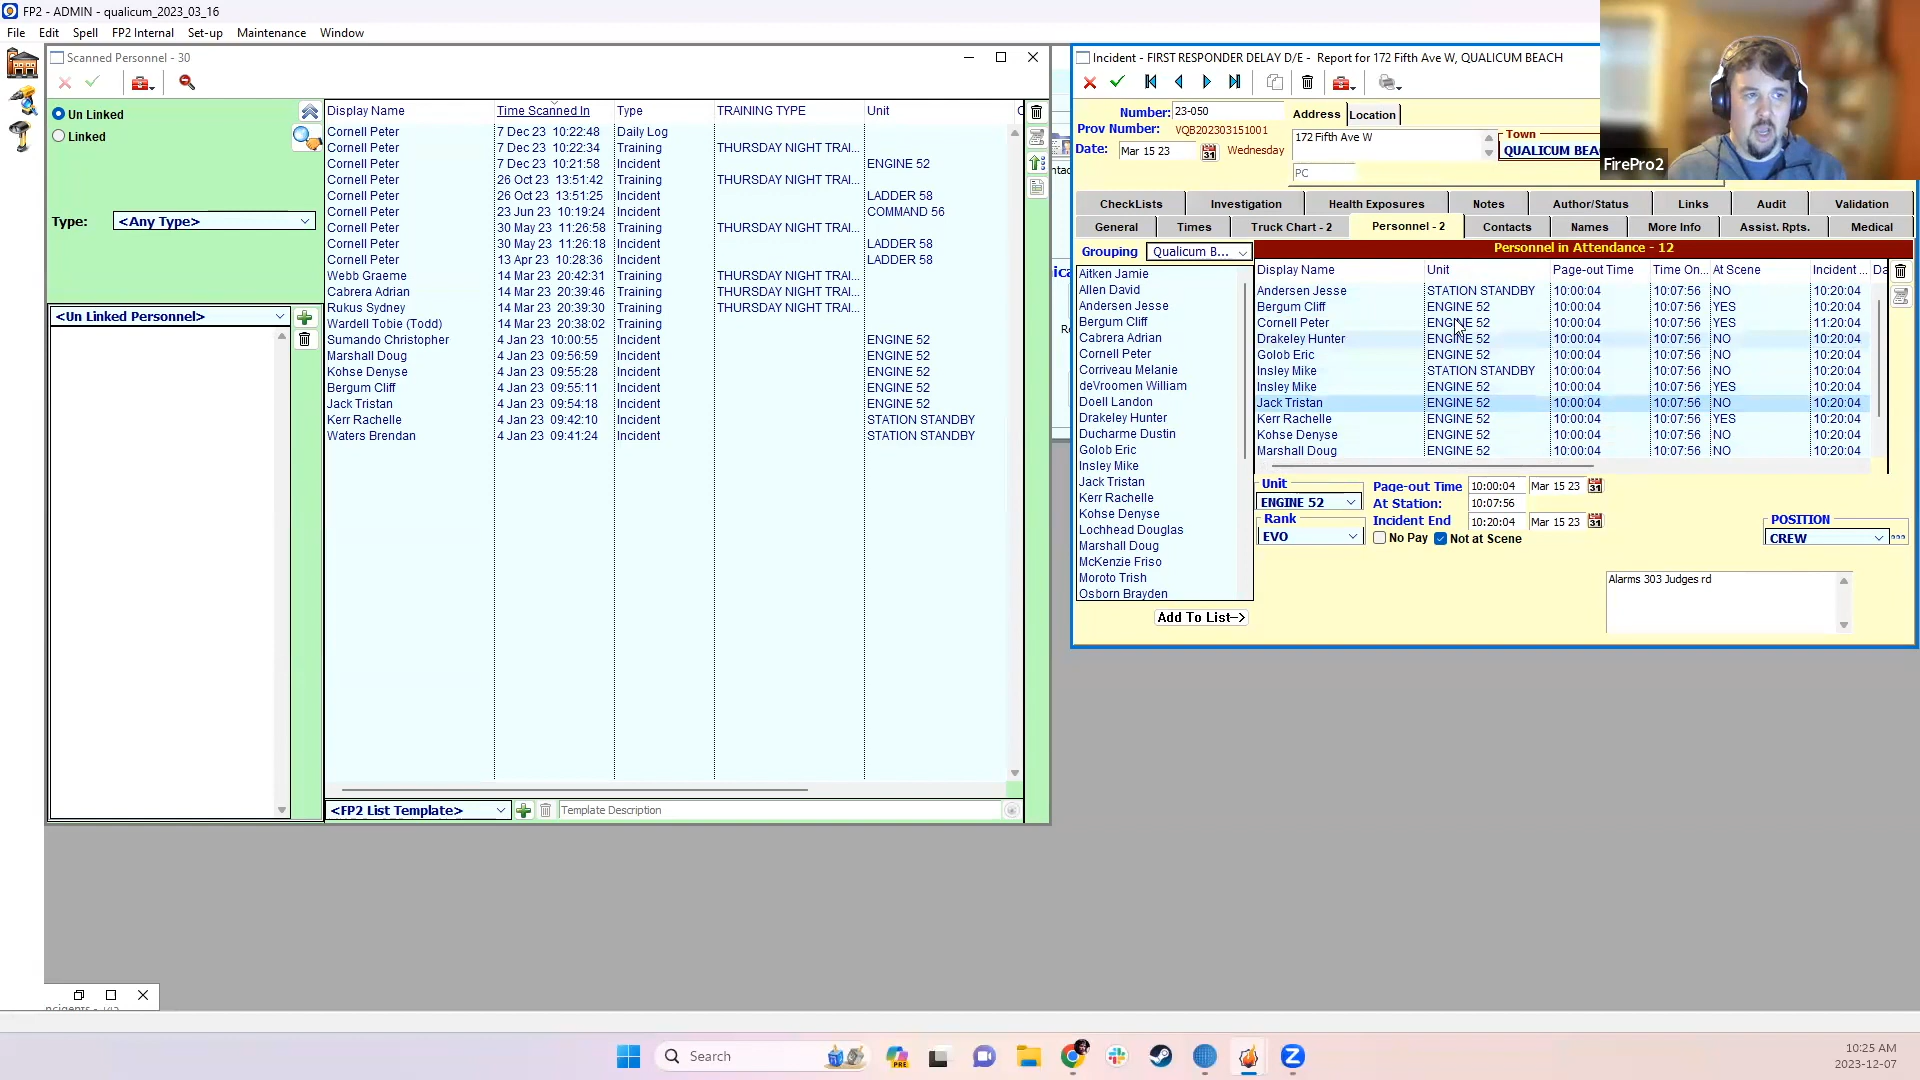 FP2 - ADMIN - qualicum_2023_03_16
File Edit Spell FP2 Internal Set-up Maintenance Window
Scanned Personnel - 30
Un Linked
Linked
Type: <Any Type>
<Un Linked Personnel>
Display Name Time Scanned In Type TRAINING TYPE Unit
Cornell Peter 7 Dec 23 10:22:48 Daily Log
Cornell Peter 7 Dec 23 10:22:34 Training THURSDAY NIGHT TRAI...
Cornell Peter 7 Dec 23 10:21:58 Incident ENGINE 52
Cornell Peter 26 Oct 23 13:51:42 Training THURSDAY NIGHT TRAI...
Cornell Peter 26 Oct 23 13:51:25 Incident LADDER 58
Cornell Peter 23 Jun 23 10:19:24 Incident COMMAND 56
Cornell Peter 30 May 23 11:26:58 Training THURSDAY NIGHT TRAI...
Cornell Peter 30 May 23 11:26:18 Incident LADDER 58
Cornell Peter 13 Apr 23 10:28:36 Incident LADDER 58
Webb Graeme 14 Mar 23 20:42:31 Training THURSDAY NIGHT TRAI...
Cabrera Adrian 14 Mar 23 20:39:46 Training THURSDAY NIGHT TRAI...
Rukus Sydney 14 Mar 23 20:39:30 Training THURSDAY NIGHT TRAI...
Wardell Tobie (Todd) 14 Mar 23 20:38:02 Training
Sumando Christopher 4 Jan 23 10:00:55 Incident ENGINE 52
Marshall Doug 4 Jan 23 09:56:59 Incident ENGINE 52
Kohse Denyse 4 Jan 23 09:55:28 Incident ENGINE 52
Bergum Cliff 4 Jan 23 09:55:11 Incident ENGINE 52
Jack Tristan 4 Jan 23 09:54:18 Incident ENGINE 52
Kerr Rachelle 4 Jan 23 09:42:10 Incident STATION STANDBY
Waters Brendan 4 Jan 23 09:41:24 Incident STATION STANDBY
<FP2 List Template> Template Description
Incident - FIRST RESPONDER DELAY D/E - Report for 172 Fifth Ave W, QUALICUM BEACH
Number: 23-050
Prov Number: VQB202303151001
Date: Mar 15 23 Wednesday
Address Location
172 Fifth Ave W
PC
Town
QUALICUM BEA
FirePro2
CheckLists Investigation Health Exposures Notes Author/Status Links Audit Validation
General Times Truck Chart - 2 Personnel - 2 Contacts Names More Info Assist. Rpts. Medical
Grouping Qualicum B...
Aitken Jamie
Allen David
Andersen Jesse
Bergum Cliff
Cabrera Adrian
Cornell Peter
Corriveau Melanie
deVroomen William
Doell Landon
Drakeley Hunter
Ducharme Dustin
Golob Eric
Insley Mike
Jack Tristan
Kerr Rachelle
Kohse Denyse
Lochhead Douglas
Marshall Doug
McKenzie Friso
Moroto Trish
Osborn Brayden
Add To List->
Personnel in Attendance - 12
Display Name Unit Page-out Time Time On... At Scene Incident ... Da
Andersen Jesse STATION STANDBY 10:00:04 10:07:56 NO 10:20:04
Bergum Cliff ENGINE 52 10:00:04 10:07:56 YES 10:20:04
Cornell Peter ENGINE 52 10:00:04 10:07:56 YES 11:20:04
Drakeley Hunter ENGINE 52 10:00:04 10:07:56 NO 10:20:04
Golob Eric ENGINE 52 10:00:04 10:07:56 NO 10:20:04
Insley Mike STATION STANDBY 10:00:04 10:07:56 NO 10:20:04
Insley Mike ENGINE 52 10:00:04 10:07:56 YES 10:20:04
Jack Tristan ENGINE 52 10:00:04 10:07:56 NO 10:20:04
Kerr Rachelle ENGINE 52 10:00:04 10:07:56 YES 10:20:04
Kohse Denyse ENGINE 52 10:00:04 10:07:56 NO 10:20:04
Marshall Doug ENGINE 52 10:00:04 10:07:56 NO 10:20:04
Unit
ENGINE 52
Rank
EVO
Page-out Time 10:00:04 Mar 15 23
At Station: 10:07:56
Incident End 10:20:04 Mar 15 23
No Pay Not at Scene
POSITION
CREW
Alarms 303 Judges rd
Search
10:25 AM
2023-12-07